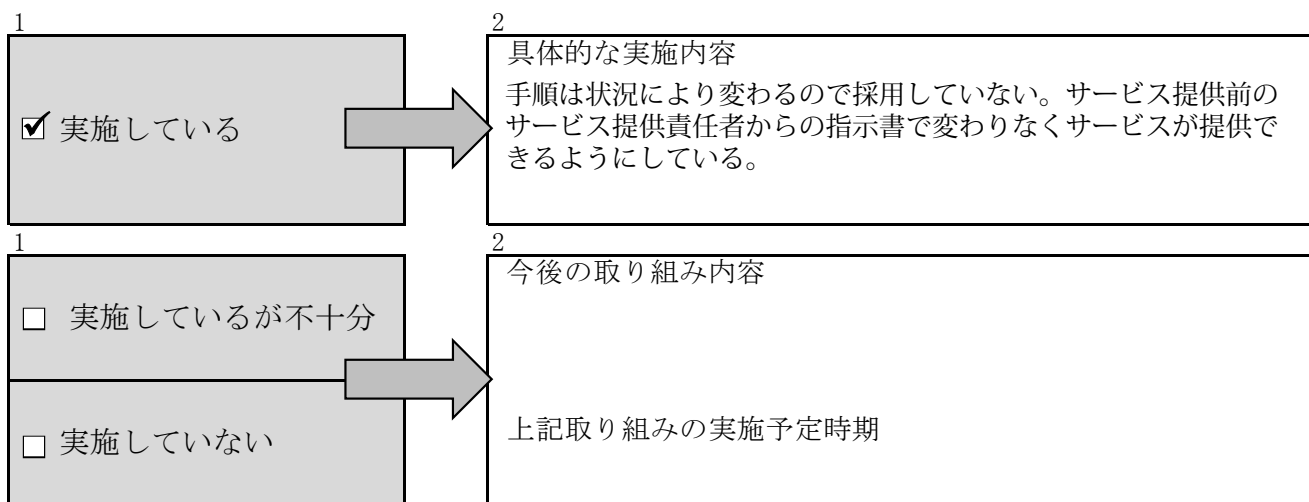 1
2
☑ 実施している
具体的な実施内容
手順は状況により変わるので採用していない。サービス提供前の
サービス提供責任者からの指示書で変わりなくサービスが提供で
きるようにしている。
1
2
☐ 実施しているが不十分
☐ 実施していない
今後の取り組み内容
上記取り組みの実施予定時期